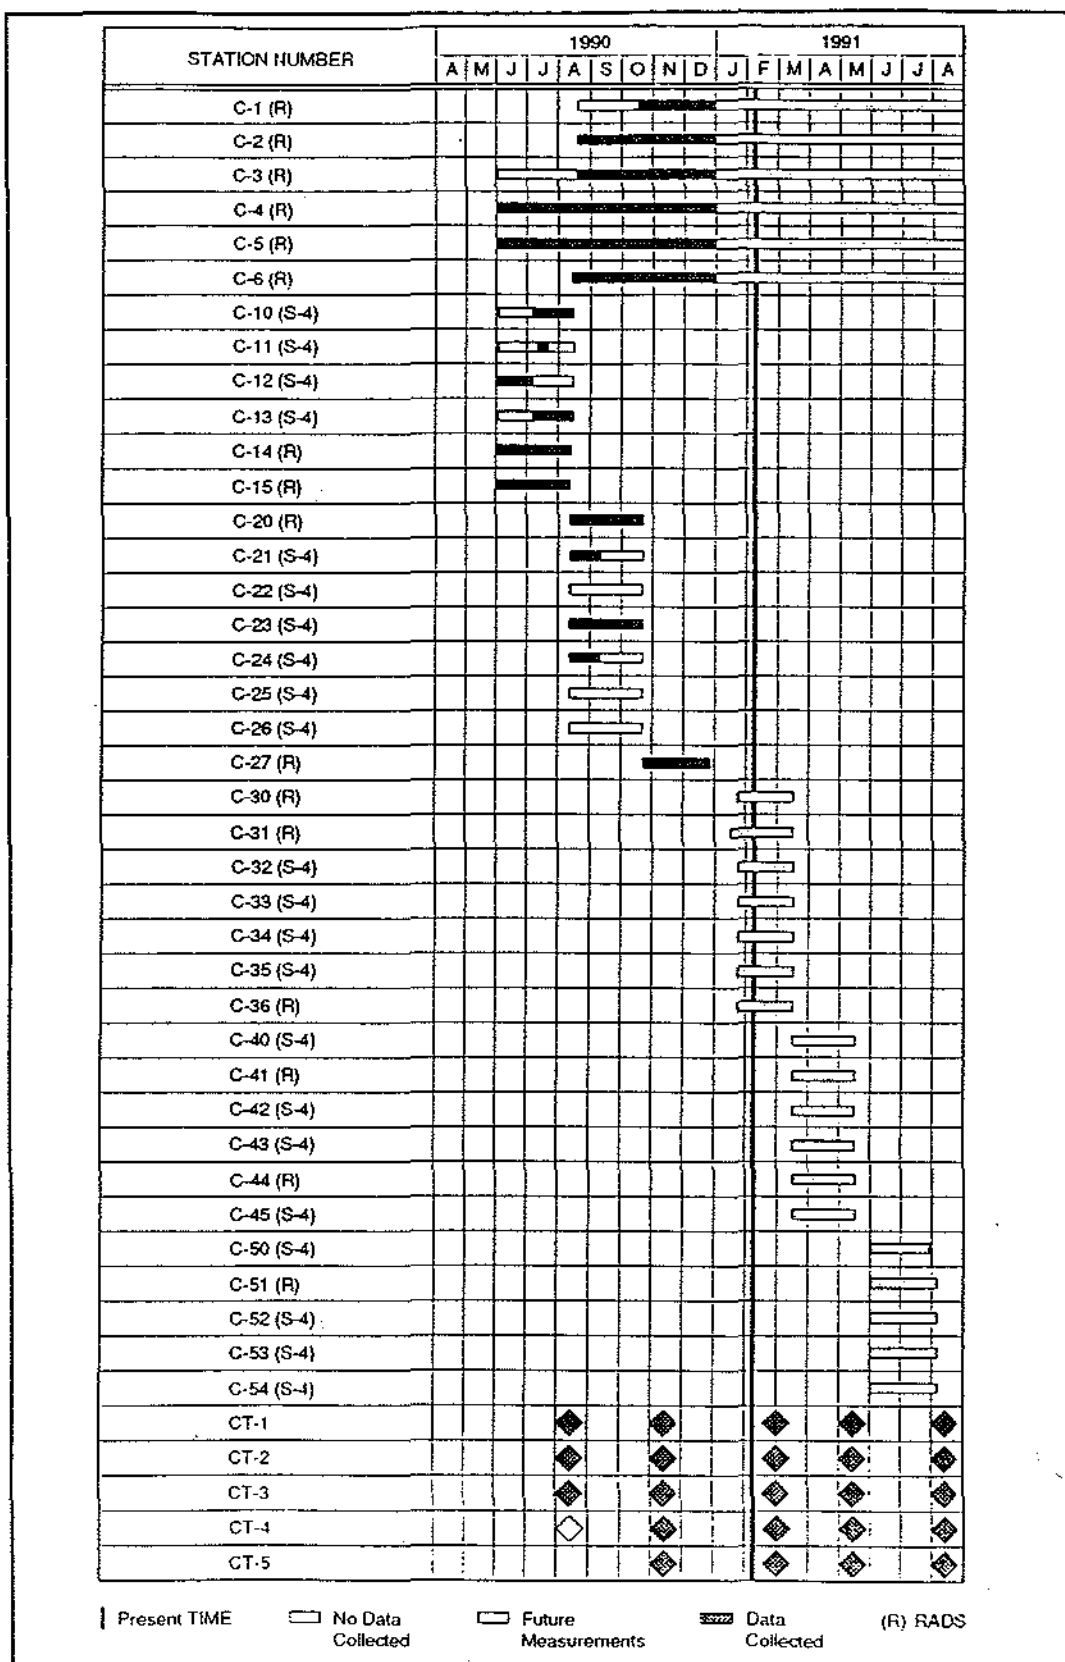 STATION NUMBER
1990
1991
A M J J A S O N D J F M A M J J A
C-1 (R)
C-2 (R)
C-3 (R)
C-4 (R)
C-5 (R)
C-6 (R)
C-10 (S-4)
C-11 (S-4)
C-12 (S-4)
C-13 (S-4)
C-14 (R)
C-15 (R)
C-20 (R)
C-21 (S-4)
C-22 (S-4)
C-23 (S-4)
C-24 (S-4)
C-25 (S-4)
C-26 (S-4)
C-27 (R)
C-30 (R)
C-31 (R)
C-32 (S-4)
C-33 (S-4)
C-34 (S-4)
C-35 (S-4)
C-36 (R)
C-40 (S-4)
C-41 (R)
C-42 (S-4)
C-43 (S-4)
C-44 (R)
C-45 (S-4)
C-50 (S-4)
C-51 (R)
C-52 (S-4)
C-53 (S-4)
C-54 (S-4)
CT-1
CT-2
CT-3
CT-4
CT-5
Present TIME
No Data
Collected
Future
Measurements
Data
Collected
(R) RADS